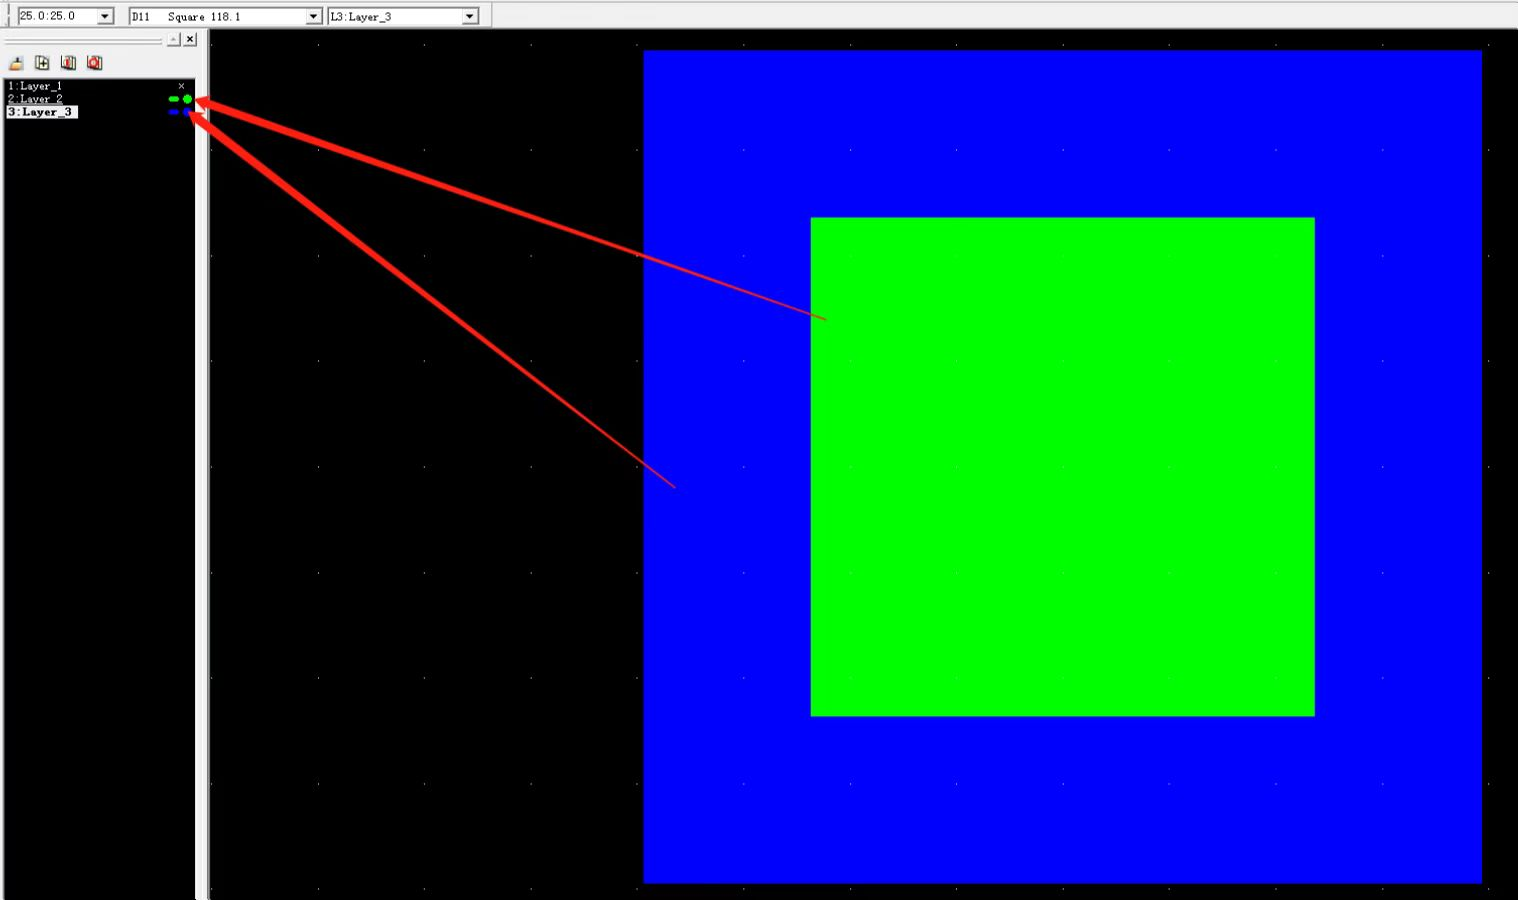 25.0:25.0 D11 Square 118.1 L3:Layer_3
1:Layer_1 x
2:Layer_2
3:Layer_3